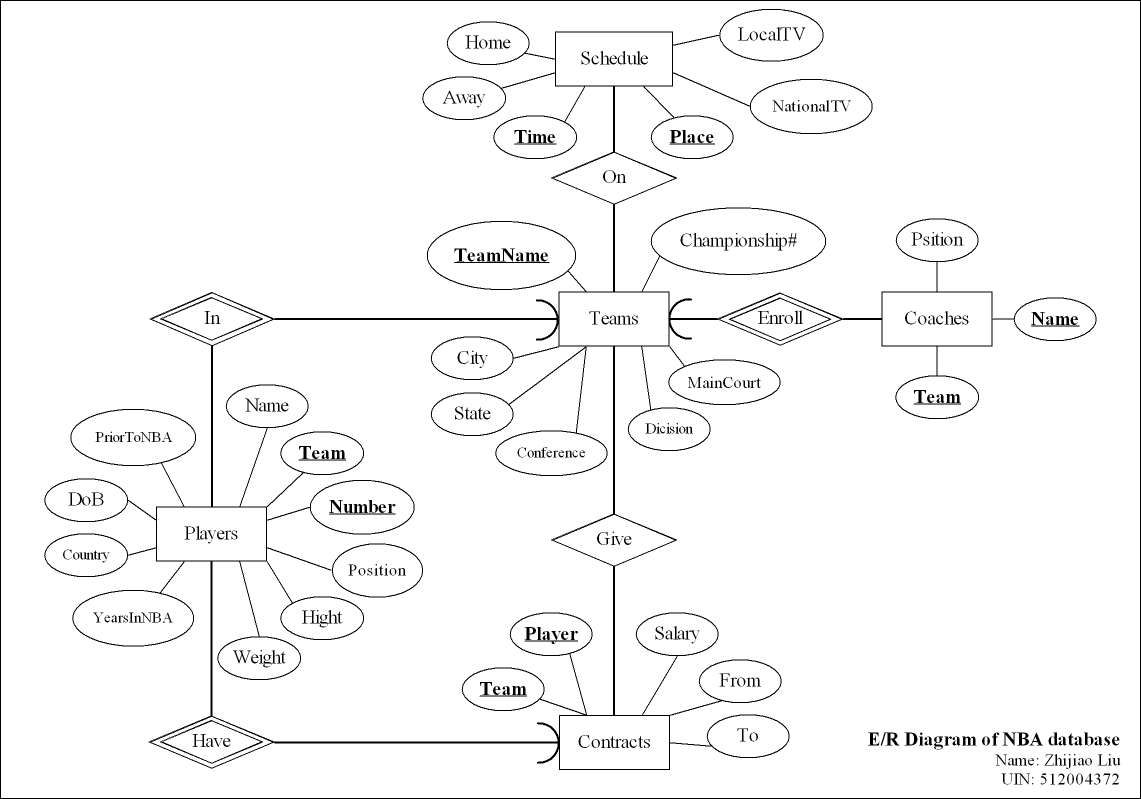 Home
Schedule
LocalTV
Away
NationalTV
Time
Place
On
TeamName
Championship#
Psition
In
Teams
Enroll
Coaches
Name
City
MainCourt
State
Team
Conference
Dicision
Name
PriorToNBA
Team
DoB
Number
Players
Give
Country
Position
YearsInNBA
Hight
Weight
Player
Salary
Team
From
To
Have
Contracts
E/R Diagram of NBA database
Name: Zhijiao Liu
UIN: 512004372